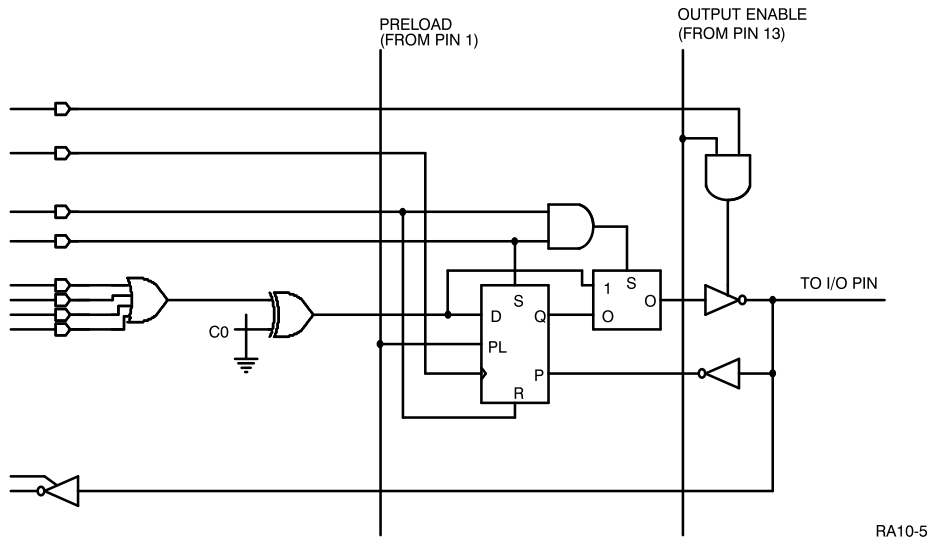 PRELOAD
(FROM PIN 1)
OUTPUT ENABLE
(FROM PIN 13)
S
1
S
O
TO I/O PIN
D
Q
O
C0
PL
P
R
RA10-5